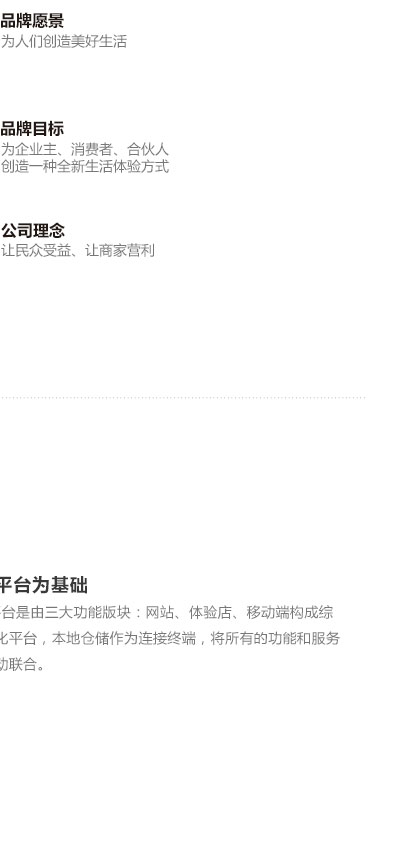 品牌愿景
为人们创造美好生活
品牌目标
为企业主、消费者、合伙人
创造一种全新生活体验方式
公司理念
让民众受益、让商家营利
平台为基础
台是由三大功能版块：网站、体验店、移动端构成综
化平台，本地仓储作为连接终端，将所有的功能和服务
动联合。